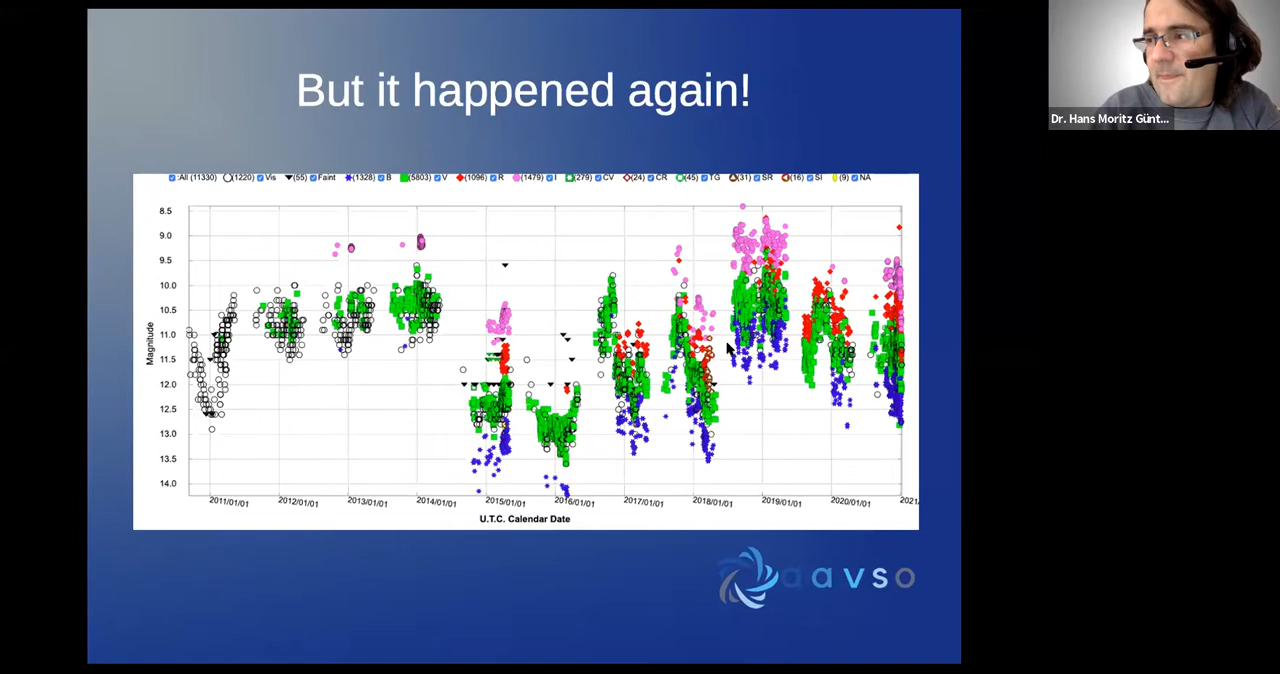 But it happened again!
:All (11330) (1220) Vis (55) Faint (1328) B (5803) V (1096) R (1479) I (279) CV (24) CR (45) TG (31) SR (16) SI (9) NA
8.5
9.0
9.5
10.0
10.5
11.0
11.5
12.0
12.5
13.0
13.5
14.0
Magnitude
2011/01/01 2012/01/01 2013/01/01 2014/01/01 2015/01/01 2016/01/01 2017/01/01 2018/01/01 2019/01/01 2020/01/01 2021/
U.T.C. Calendar Date
aavso
Dr. Hans Moritz Günt...